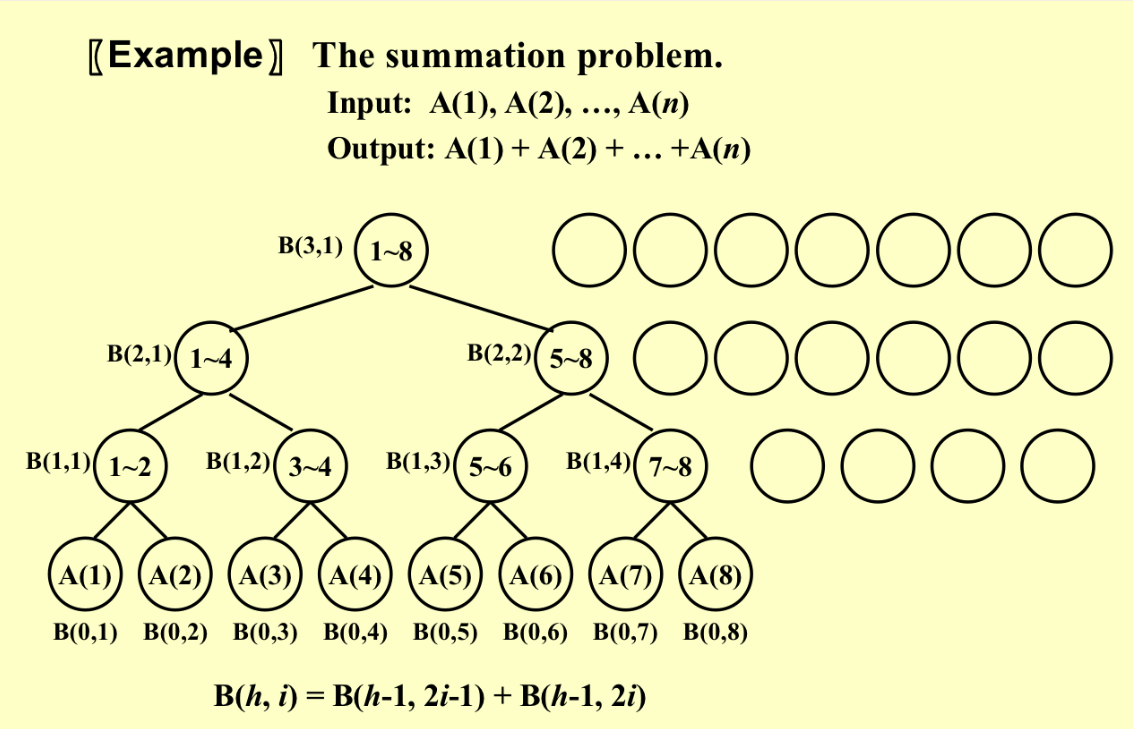 〖Example〗 The summation problem.
Input: A(1), A(2), …, A(n)
Output: A(1) + A(2) + … +A(n)
B(3,1) 1~8
B(2,1) 1~4 B(2,2) 5~8
B(1,1) 1~2 B(1,2) 3~4 B(1,3) 5~6 B(1,4) 7~8
A(1) A(2) A(3) A(4) A(5) A(6) A(7) A(8)
B(0,1) B(0,2) B(0,3) B(0,4) B(0,5) B(0,6) B(0,7) B(0,8)
B(h, i) = B(h-1, 2i-1) + B(h-1, 2i)